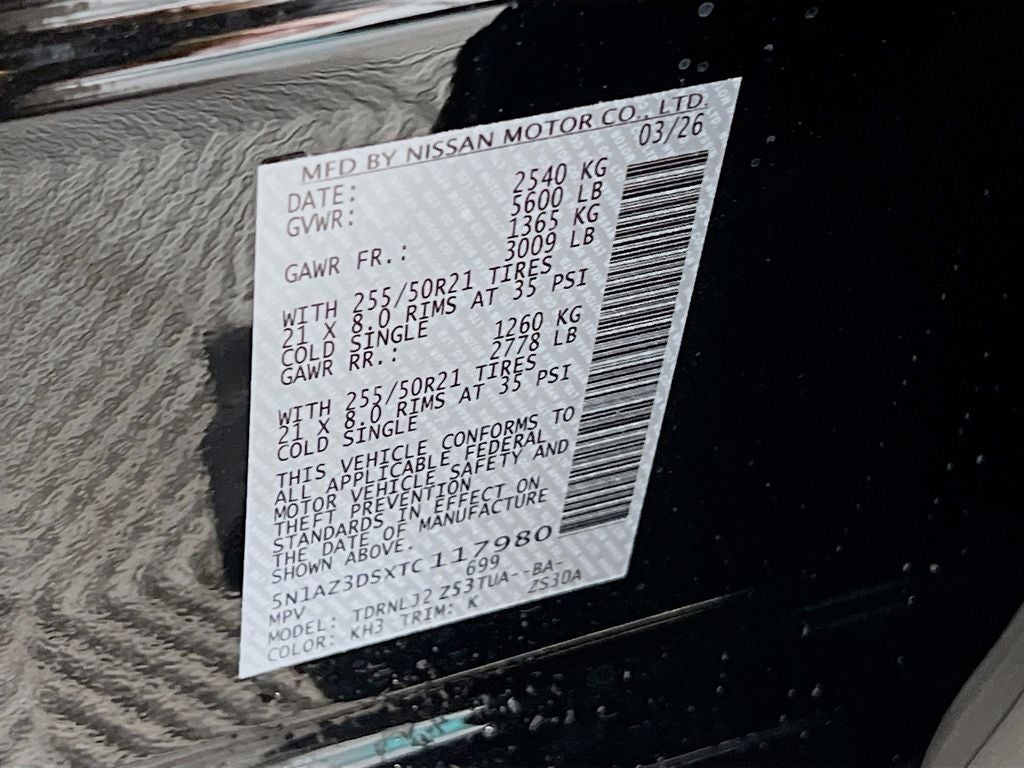 MFD BY NISSAN MOTOR CO., LTD.
DATE: 03/26
GVWR: 2540 KG
5600 LB
GAWR FR.: 1365 KG
3009 LB
WITH 255/50R21 TIRES
21 X 8.0 RIMS AT 35 PSI
COLD SINGLE
GAWR RR.: 1260 KG
2778 LB
WITH 255/50R21 TIRES
21 X 8.0 RIMS AT 35 PSI
COLD SINGLE
THIS VEHICLE CONFORMS TO
ALL APPLICABLE FEDERAL
MOTOR VEHICLE SAFETY AND
THEFT PREVENTION
STANDARDS IN EFFECT ON
THE DATE OF MANUFACTURE
SHOWN ABOVE.
5N1AZ3DSXTC 117980
MPV 699
MODEL: TDRNLJ2 Z53TUA--BA-
COLOR: KH3 TRIM: K ZS3DA